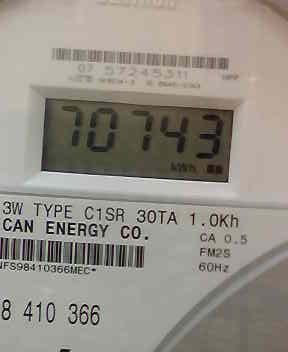 07 57245311
70743
kWh
3W TYPE C1SR 30TA 1.0Kh
CAN ENERGY CO.
CA 0.5
FM2S
60Hz
NFS98410366MEC*
8 410 366